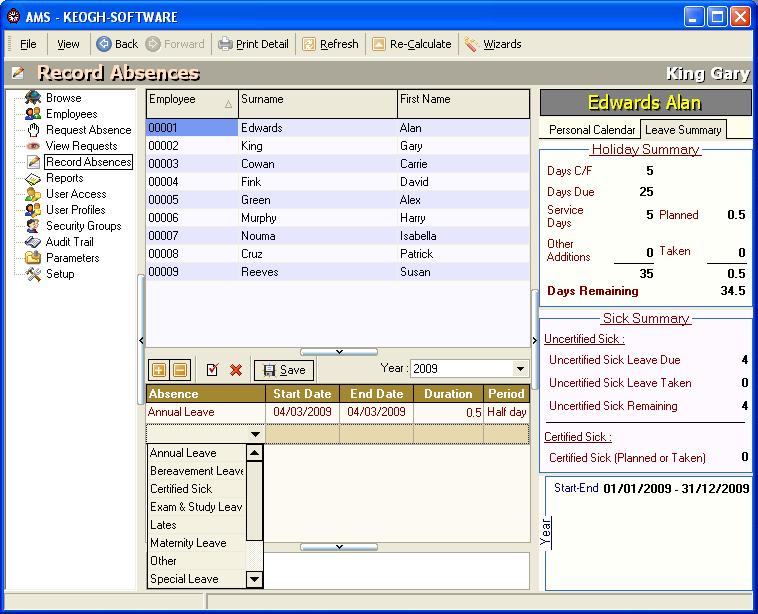 AMS - KEOGH-SOFTWARE
File View Back Forward Print Detail Refresh Re-Calculate Wizards
Record Absences King Gary
Browse
Employees
Request Absence
View Requests
Record Absences
Reports
User Access
User Profiles
Security Groups
Audit Trail
Parameters
Setup
Employee Surname First Name
00001 Edwards Alan
00002 King Gary
00003 Cowan Carrie
00004 Fink David
00005 Green Alex
00006 Murphy Harry
00007 Nouma Isabella
00008 Cruz Patrick
00009 Reeves Susan
Save Year : 2009
Absence Start Date End Date Duration Period
Annual Leave 04/03/2009 04/03/2009 0.5 Half day
Annual Leave
Bereavement Leave
Certified Sick
Exam & Study Leav
Lates
Maternity Leave
Other
Special Leave
Edwards Alan
Personal Calendar Leave Summary
Holiday Summary
Days C/F 5
Days Due 25
Service Days 5 Planned 0.5
Other Additions 0 Taken 0
35 0.5
Days Remaining 34.5
Sick Summary
Uncertified Sick :
Uncertified Sick Leave Due 4
Uncertified Sick Leave Taken 0
Uncertified Sick Remaining 4
Certified Sick :
Certified Sick (Planned or Taken) 0
Start-End 01/01/2009 - 31/12/2009
Year